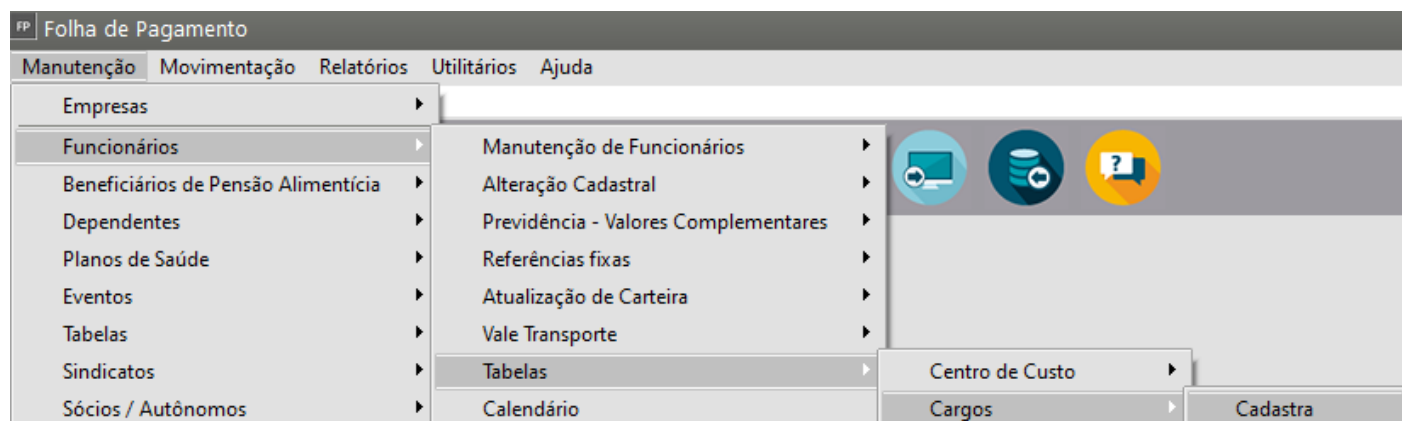 FP Folha de Pagamento
Manutenção Movimentação Relatórios Utilitários Ajuda
Empresas
Funcionários Manutenção de Funcionários
Beneficiários de Pensão Alimentícia Alteração Cadastral
Dependentes Previdência - Valores Complementares
Planos de Saúde Referências fixas
Eventos Atualização de Carteira
Tabelas Vale Transporte
Sindicatos Tabelas Centro de Custo
Sócios / Autônomos Calendário Cargos Cadastra